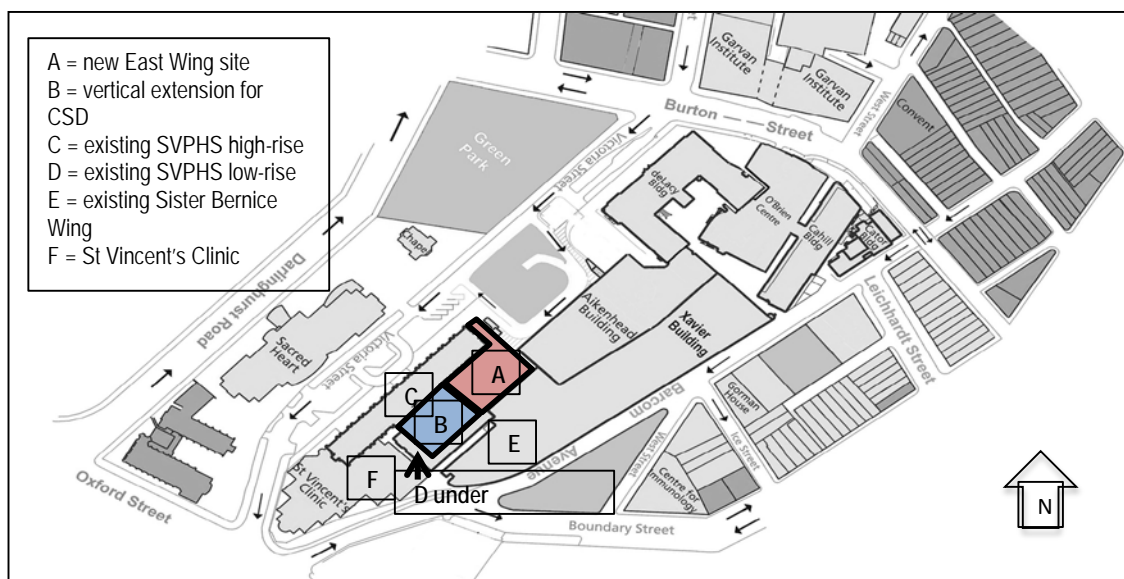 A = new East Wing site
B = vertical extension for
CSD
C = existing SVPHS high-rise
D = existing SVPHS low-rise
E = existing Sister Bernice
Wing
F = St Vincent's Clinic
Garvan
Institute
Garvan
Institute
West Street
Convent
Burton — Street
Green
Park
Victoria Street
deLacy
Bldg
O'Brien
Centre
Cahill
Bldg
Cator
Bldg
Chapel
Darlinghurst Road
Leichhardt Street
Aikenhead
Building
Xavier
Building
Sacred
Heart
Victoria Street
A
C
B
Barcom
Avenue
Gorman
House
Ice Street
West Street
E
F
St Vincent's
Clinic
D under
Centre for
Immunology
Oxford Street
Boundary Street
N